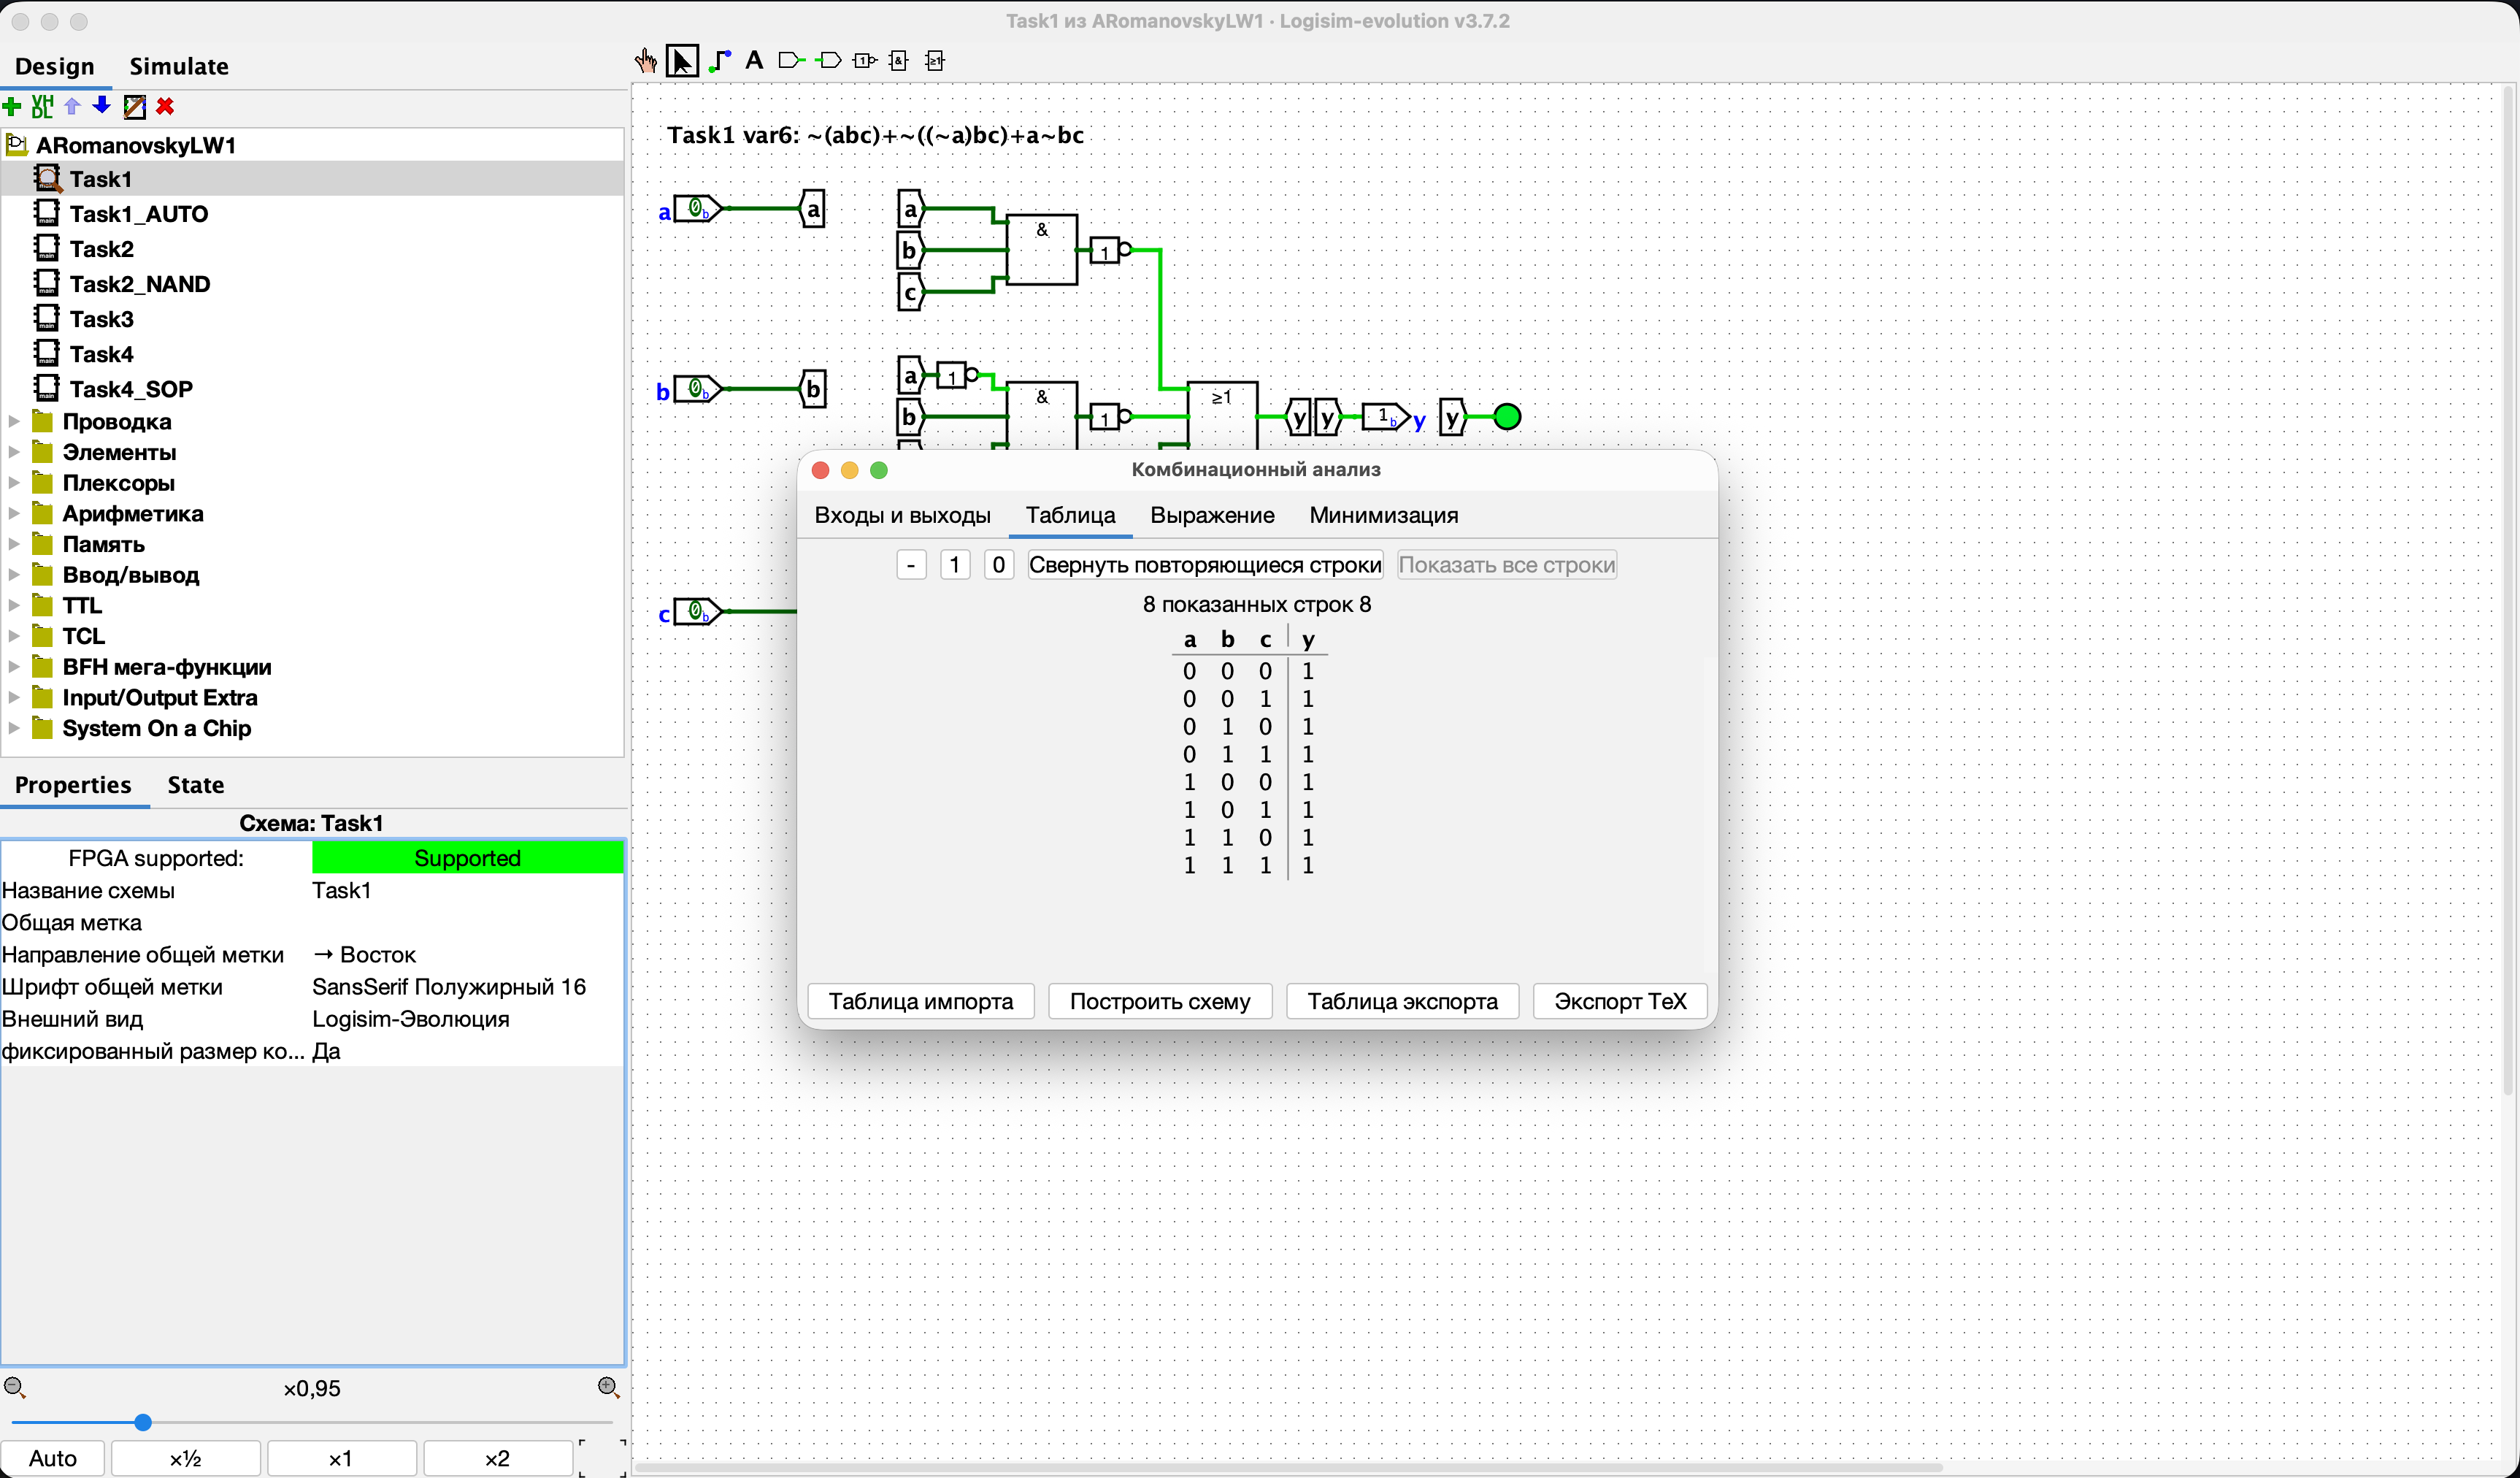 Task1 из ARomanovskyLW1 · Logisim-evolution v3.7.2
Design Simulate
VHDL
ARomanovskyLW1
Task1
Task1_AUTO
Task2
Task2_NAND
Task3
Task4
Task4_SOP
Проводка
Элементы
Плексоры
Арифметика
Память
Ввод/вывод
TTL
TCL
BFH мега-функции
Input/Output Extra
System On a Chip
Properties State
Схема: Task1
FPGA supported: Supported
Название схемы Task1
Общая метка
Направление общей метки → Восток
Шрифт общей метки SansSerif Полужирный 16
Внешний вид Logisim-Эволюция
фиксированный размер ко... Да
×0,95
Auto ×½ ×1 ×2
A 1 & ≥1
Task1 var6: ~(abc)+~((~a)bc)+a~bc
a 0b a
a
b
c
&
1
b 0b b
a 1
b
&
1
≥1
y y 1b y y
c 0b
Комбинационный анализ
Входы и выходы Таблица Выражение Минимизация
- 1 0 Свернуть повторяющиеся строки Показать все строки
8 показанных строк 8
a b c y
0 0 0 1
0 0 1 1
0 1 0 1
0 1 1 1
1 0 0 1
1 0 1 1
1 1 0 1
1 1 1 1
Таблица импорта Построить схему Таблица экспорта Экспорт TeX